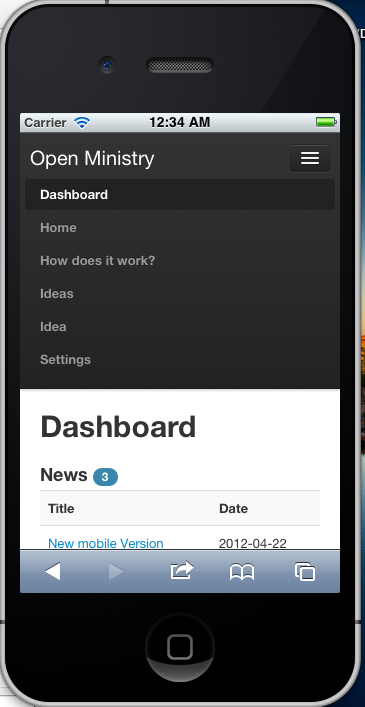 Carrier 12:34 AM
Open Ministry
Dashboard
Home
How does it work?
Ideas
Idea
Settings
Dashboard
News 3
Title Date
New mobile Version 2012-04-22